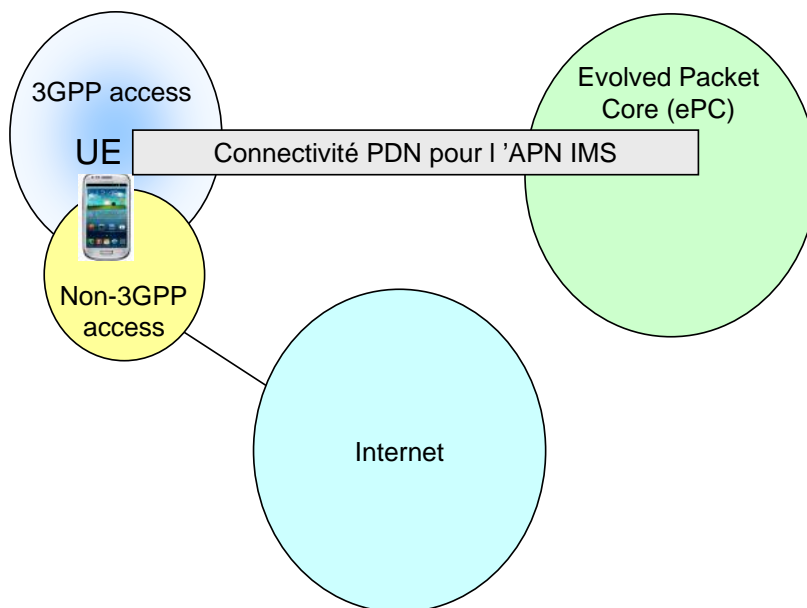 3GPP access
Evolved Packet
Core (ePC)
UE
Connectivité PDN pour l ’APN IMS
Non-3GPP
access
Internet